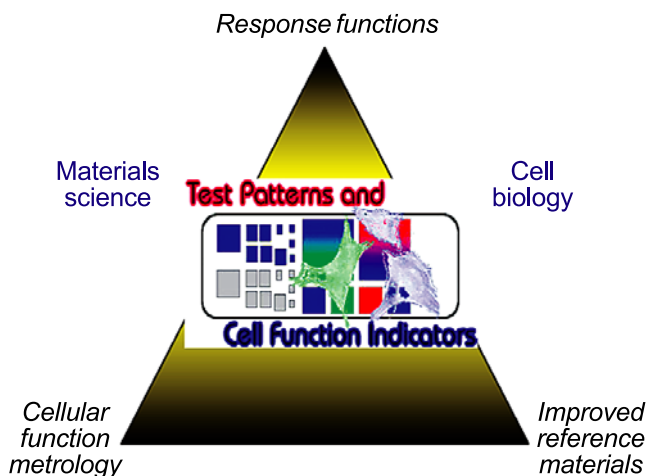 Response functions
Materials
science
Cell
biology
Test Patterns and
Cell Function Indicators
Cellular
function
metrology
Improved
reference
materials